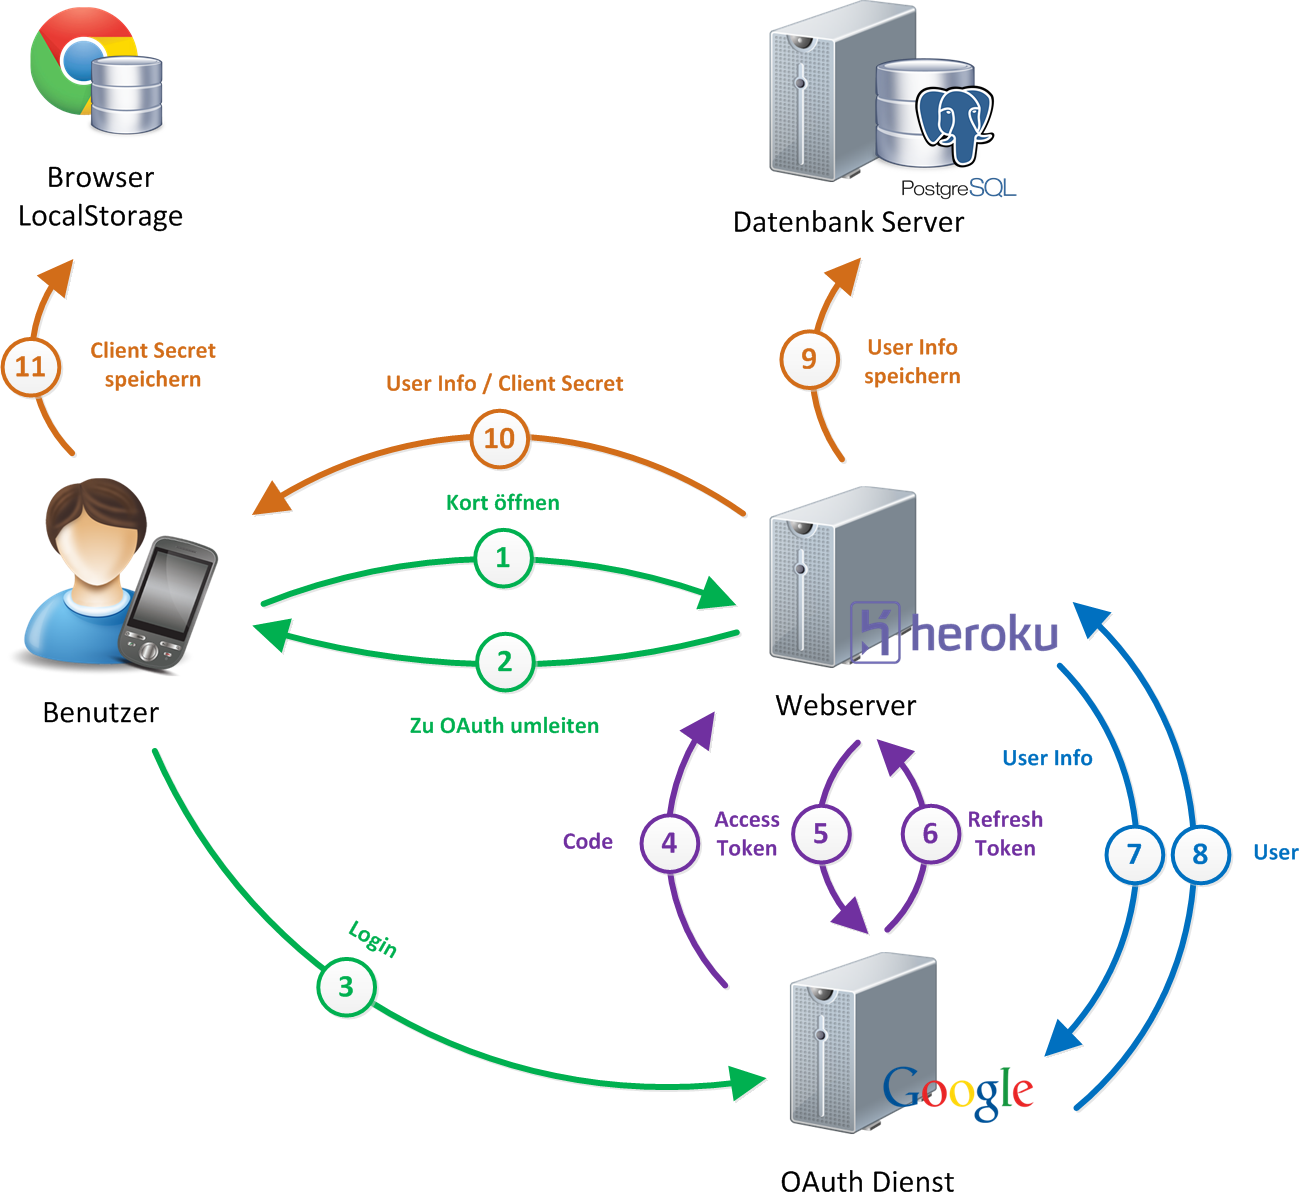 PostgreSQL
Browser
LocalStorage
Datenbank Server
11
Client Secret
speichern
9
User Info
speichern
User Info / Client Secret
10
Kort öffnen
1
heroku
2
Benutzer
Webserver
Zu OAuth umleiten
User Info
Code
4
Access
Token
5
6
Refresh
Token
7
8
User
Login
3
Google
OAuth Dienst